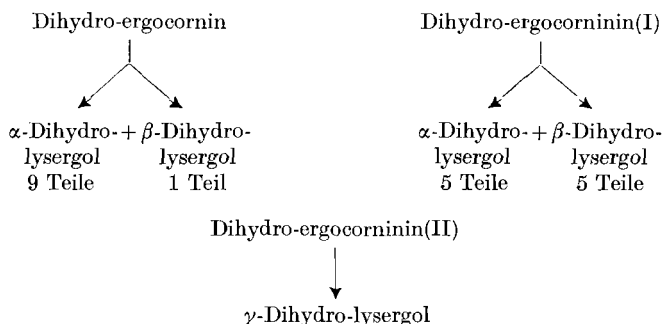 Dihydro-ergocornin
Dihydro-ergocorninin(I)
α-Dihydro- + β-Dihydro-
lysergol lysergol
9 Teile 1 Teil
α-Dihydro- + β-Dihydro-
lysergol lysergol
5 Teile 5 Teile
Dihydro-ergocorninin(II)
γ-Dihydro-lysergol